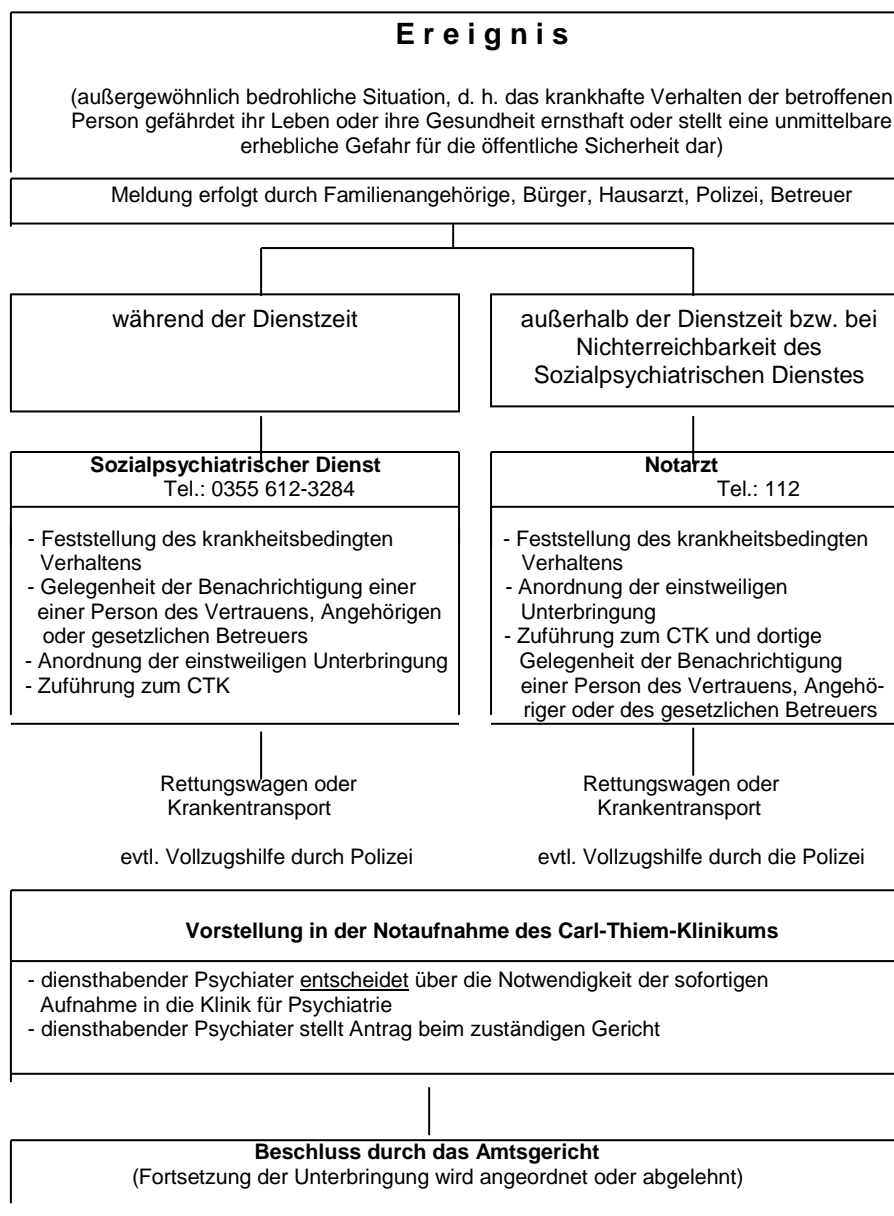 E r e i g n i s
(außergewöhnlich bedrohliche Situation, d. h. das krankhafte Verhalten der betroffenen
Person gefährdet ihr Leben oder ihre Gesundheit ernsthaft oder stellt eine unmittelbare
erhebliche Gefahr für die öffentliche Sicherheit dar)
Meldung erfolgt durch Familienangehörige, Bürger, Hausarzt, Polizei, Betreuer
während der Dienstzeit
außerhalb der Dienstzeit bzw. bei
Nichterreichbarkeit des
Sozialpsychiatrischen Dienstes
Sozialpsychiatrischer Dienst
Tel.: 0355 612-3284
- Feststellung des krankheitsbedingten
Verhaltens
- Gelegenheit der Benachrichtigung einer
einer Person des Vertrauens, Angehörigen
oder gesetzlichen Betreuers
- Anordnung der einstweiligen Unterbringung
- Zuführung zum CTK
Notarzt
Tel.: 112
- Feststellung des krankheitsbedingten
Verhaltens
- Anordnung der einstweiligen
Unterbringung
- Zuführung zum CTK und dortige
Gelegenheit der Benachrichtigung
einer Person des Vertrauens, Angehö-
riger oder des gesetzlichen Betreuers
Rettungswagen oder
Krankentransport
evtl. Vollzugshilfe durch Polizei
Rettungswagen oder
Krankentransport
evtl. Vollzugshilfe durch die Polizei
Vorstellung in der Notaufnahme des Carl-Thiem-Klinikums
- diensthabender Psychiater entscheidet über die Notwendigkeit der sofortigen
Aufnahme in die Klinik für Psychiatrie
- diensthabender Psychiater stellt Antrag beim zuständigen Gericht
Beschluss durch das Amtsgericht
(Fortsetzung der Unterbringung wird angeordnet oder abgelehnt)